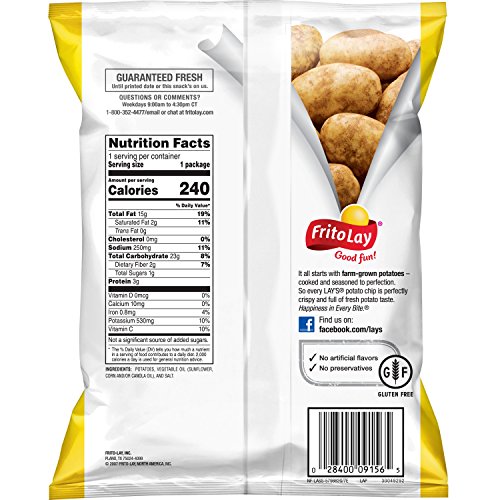 GUARANTEED FRESH
Until printed date or this snack's on us.
QUESTIONS OR COMMENTS?
Weekdays 9:00am to 4:30pm CT
1-800-352-4477/email or chat at fritolay.com
Nutrition Facts
1 serving per container
Serving size 1 package
Amount per serving
Calories 240
% Daily Value*
Total Fat 15g 19%
Saturated Fat 2g 11%
Trans Fat 0g
Cholesterol 0mg 0%
Sodium 250mg 11%
Total Carbohydrate 23g 8%
Dietary Fiber 2g 7%
Total Sugars 1g
Protein 3g
Vitamin D 0mcg 0%
Calcium 10mg 0%
Iron 0.8mg 4%
Potassium 530mg 10%
Vitamin C 10%
Not a significant source of added sugars.
* The % Daily Value (DV) tells you how much a nutrient
in a serving of food contributes to a daily diet. 2,000
calories a day is used for general nutrition advice.
INGREDIENTS: POTATOES, VEGETABLE OIL (SUNFLOWER,
CORN AND/OR CANOLA OIL), AND SALT.
FRITO-LAY, INC.
PLANO, TX 75024-4099
© 2007 FRITO-LAY, NORTH AMERICA, INC.
FritoLay®
Good fun!
It all starts with farm-grown potatoes –
cooked and seasoned to perfection.
So every LAY'S® potato chip is perfectly
crispy and full of fresh potato taste.
Happiness in Every Bite.®
f Find us on:
facebook.com/lays
✓ No artificial flavors
✓ No preservatives
G F
GLUTEN FREE
0 28400 09156 5
LAP